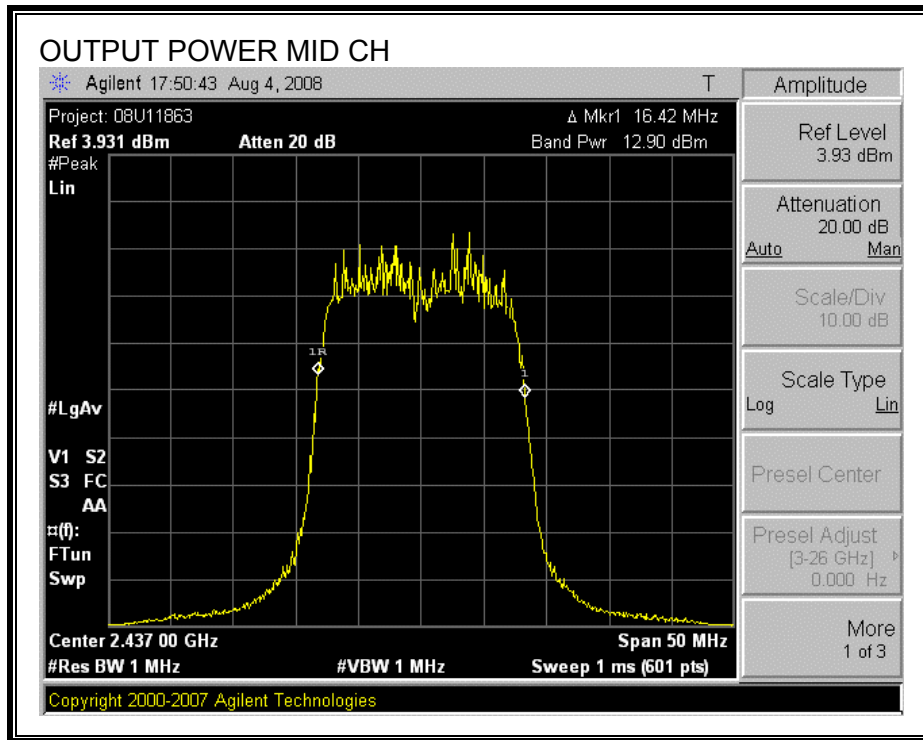 OUTPUT POWER MID CH
Agilent 17:50:43 Aug 4, 2008 T
Project: 08U11863 Δ Mkr1 16.42 MHz
Ref 3.931 dBm Atten 20 dB Band Pwr 12.90 dBm
#Peak
Lin
1R
1
#LgAv
V1 S2
S3 FC
AA
¤(f):
FTun
Swp
Center 2.437 00 GHz Span 50 MHz
#Res BW 1 MHz #VBW 1 MHz Sweep 1 ms (601 pts)
Copyright 2000-2007 Agilent Technologies
Amplitude
Ref Level
3.93 dBm
Attenuation
20.00 dB
Auto Man
Scale/Div
10.00 dB
Scale Type
Log Lin
Presel Center
Presel Adjust
[3-26 GHz]
0.000 Hz
More
1 of 3